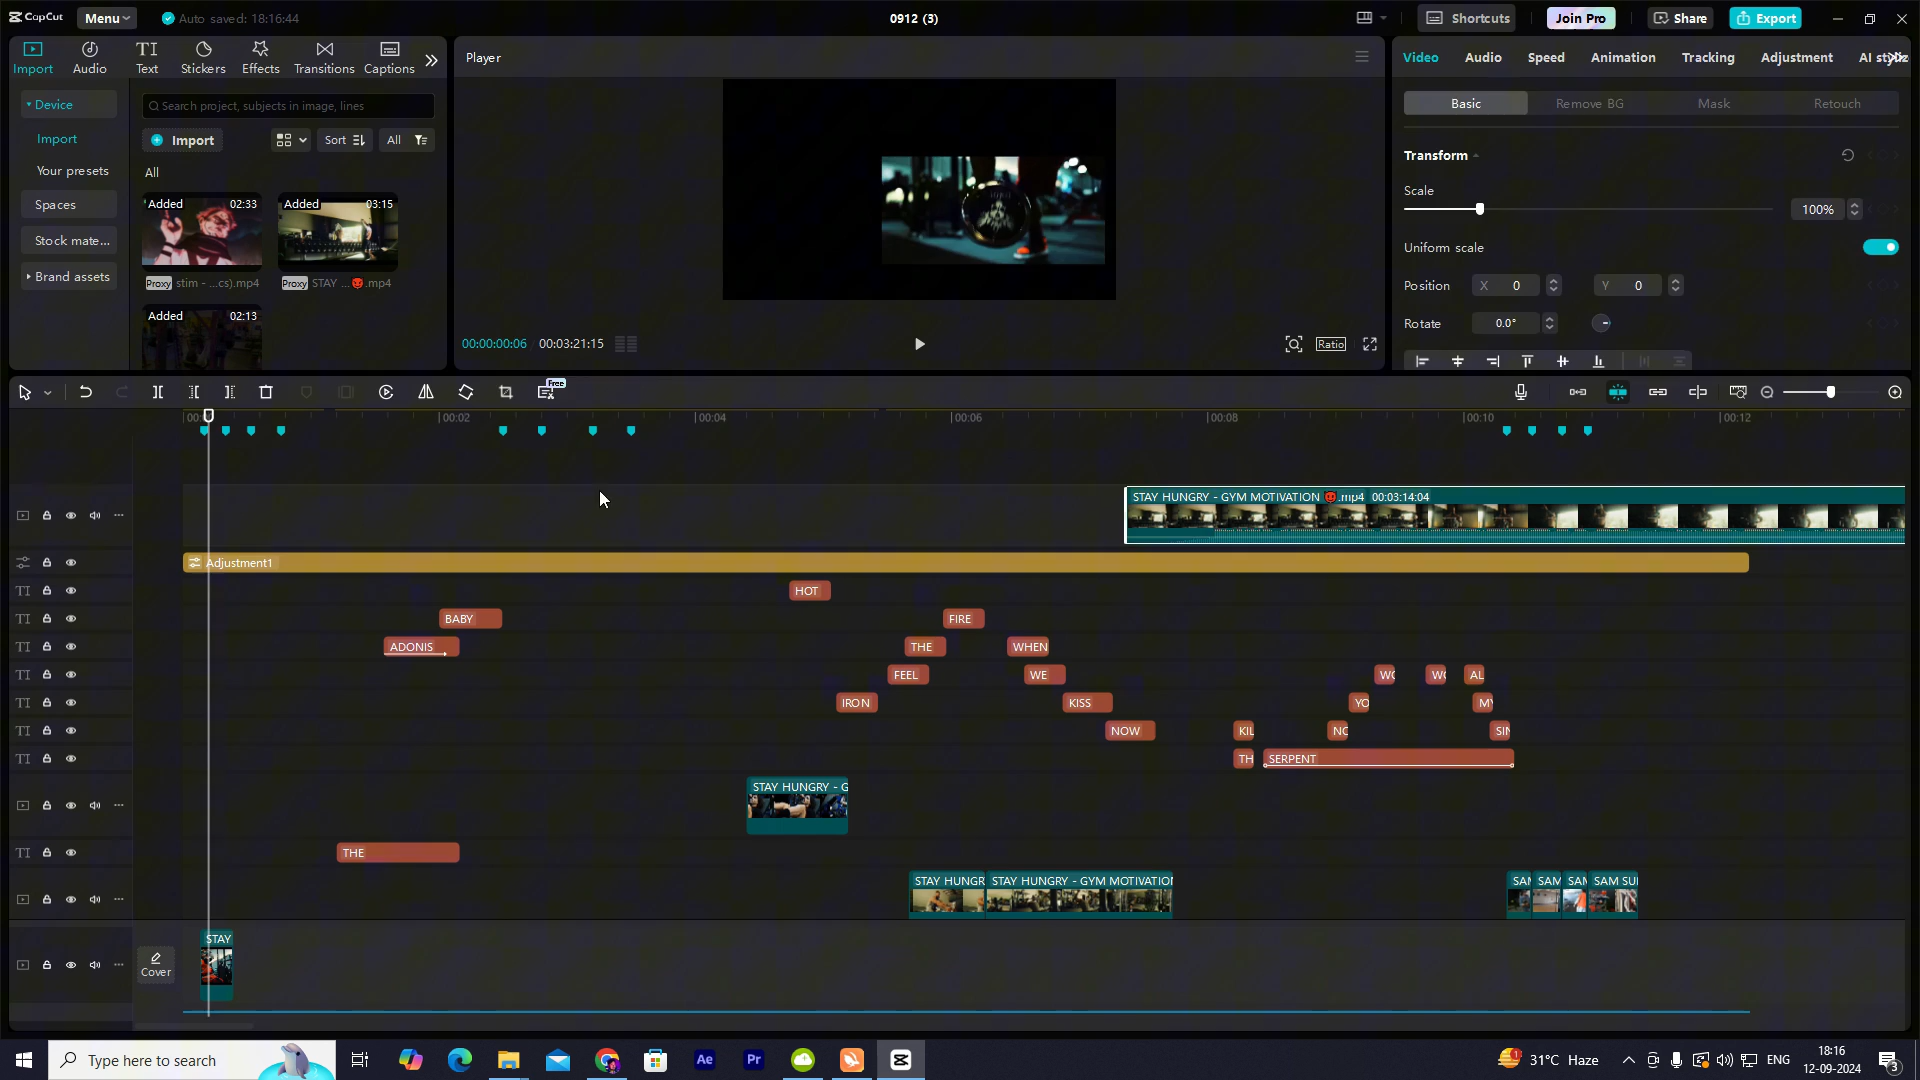 CapCut
Menu
Auto saved: 18:16:44
0912 (3)
Shortcuts
Join Pro
Share
Export
Import
Audio
Text
Stickers
Effects
Transitions
Captions
Player
Video
Audio
Speed
Animation
Tracking
Adjustment
Device
Import
Your presets
Spaces
Stock mate...
Brand assets
Search project, subjects in image, lines
Import
Sort
All
All
Added 02:33
Added 03:15
Proxy stim - ...cs).mp4
Proxy STAY ...👿.mp4
Added 02:13
00:00:00:06 00:03:21:15
Ratio
Basic
Remove BG
Mask
Retouch
Transform
Scale
100%
Uniform scale
Position X 0 Y 0
Rotate 0.0°
Free
00:02
00:04
00:06
00:08
00:10
00:12
STAY HUNGRY - GYM MOTIVATION 👿.mp4 00:03:14:04
Adjustment1
HOT
BABY
FIRE
ADONIS
THE
WHEN
FEEL
WE
AL
IRON
KISS
YO
MY
NOW
KIL
NO
SIN
TH
SERPENT
STAY HUNGRY - G
THE
STAY HUNGR
STAY HUNGRY - GYM MOTIVATION
SAM
SAM
SAM
SAM SU
STAY
Cover
Type here to search
Ae
Pr
31°C Haze
ENG
18:16
12-09-2024
3